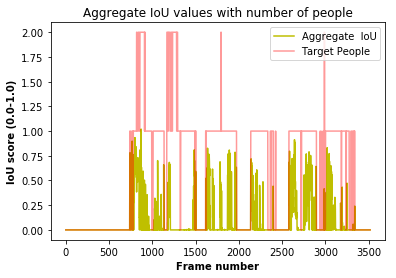 Aggregate IoU values with number of people
Aggregate  IoU
Target People
IoU score (0.0-1.0)
2.00
1.75
1.50
1.25
1.00
0.75
0.50
0.25
0.00
0 500 1000 1500 2000 2500 3000 3500
Frame number